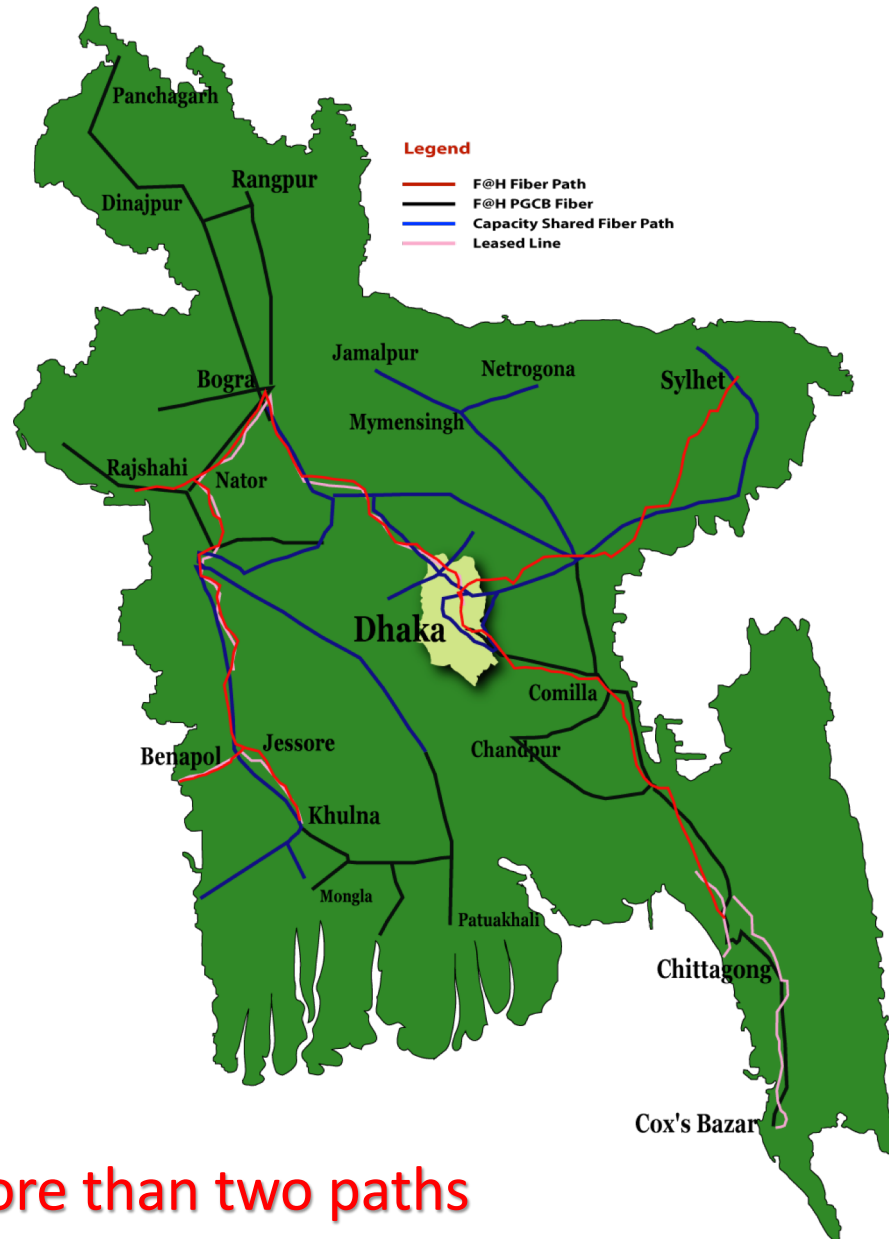 Panchagarh
Legend
Rangpur
F@H Fiber Path
Dinajpur
F@H PGCB Fiber
Capacity Shared Fiber Path
Leased Line
Jamalpur
Netrogona
Bogra
Sylhet
Mymensingh
Rajshahi
Nator
Dhaka
Comilla
Jessore
Chandpur
Benapol
Khulna
Mongla
Patuakhali
Chittagong
Cox's Bazar
ore than two paths